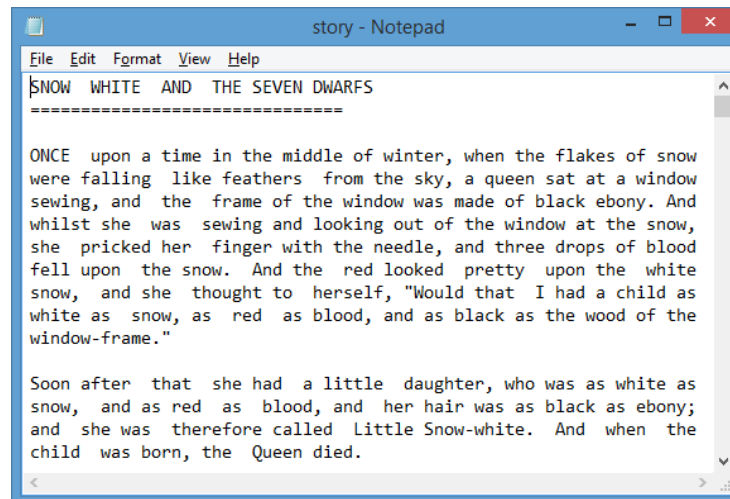 story - Notepad
File Edit Format View Help
SNOW  WHITE  AND  THE SEVEN DWARFS
===============================
ONCE  upon a time in the middle of winter, when the flakes of snow
were falling  like feathers  from the sky, a queen sat at a window
sewing, and  the  frame of the window was made of black ebony. And
whilst she  was  sewing and looking out of the window at the snow,
she  pricked her  finger with the needle, and three drops of blood
fell upon  the snow.  And the  red looked  pretty  upon the  white
snow,  and she  thought to  herself, "Would that  I had a child as
white as  snow, as  red  as blood, and as black as the wood of the
window-frame."
Soon after  that  she had  a little  daughter, who was as white as
snow,  and as red  as  blood, and  her hair was as black as ebony;
and  she was  therefore called  Little Snow-white.  And  when  the
child  was born, the  Queen died.